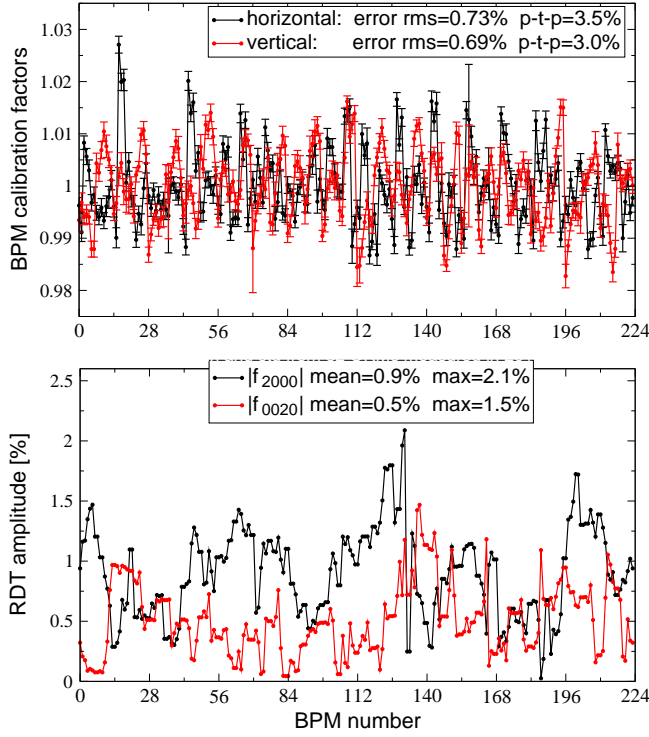 horizontal: error rms=0.73% p-t-p=3.5%
vertical: error rms=0.69% p-t-p=3.0%
BPM calibration factors
1.03
1.02
1.01
1
0.99
0.98
0 28 56 84 112 140 168 196 224
|f2000| mean=0.9% max=2.1%
|f0020| mean=0.5% max=1.5%
RDT amplitude [%]
2.5
2
1.5
1
0.5
0
0 28 56 84 112 140 168 196 224
BPM number